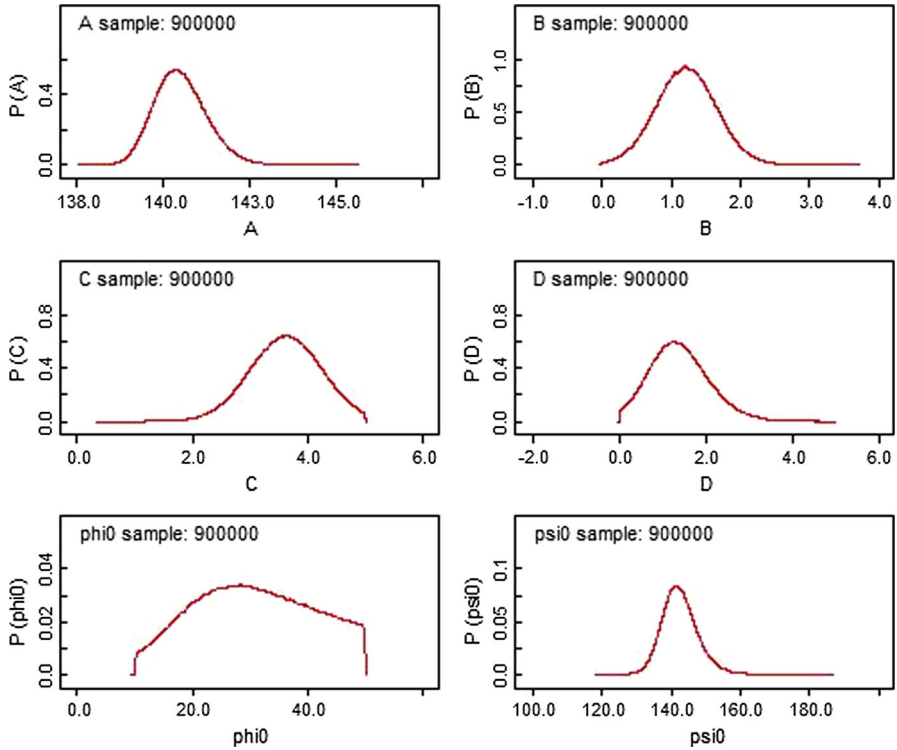 A sample: 900000
P (A)
0.4
0.0
138.0 140.0 143.0 145.0
A
B sample: 900000
P (B)
1.0
0.5
0.0
-1.0 0.0 1.0 2.0 3.0 4.0
B
C sample: 900000
P (C)
0.8
0.4
0.0
0.0 2.0 4.0 6.0
C
D sample: 900000
P (D)
0.8
0.4
0.0
-2.0 0.0 2.0 4.0 6.0
D
phi0 sample: 900000
P (phi0)
0.04
0.02
0.0
0.0 20.0 40.0
phi0
psi0 sample: 900000
P (psi0)
0.1
0.05
0.0
100.0 120.0 140.0 160.0 180.0
psi0